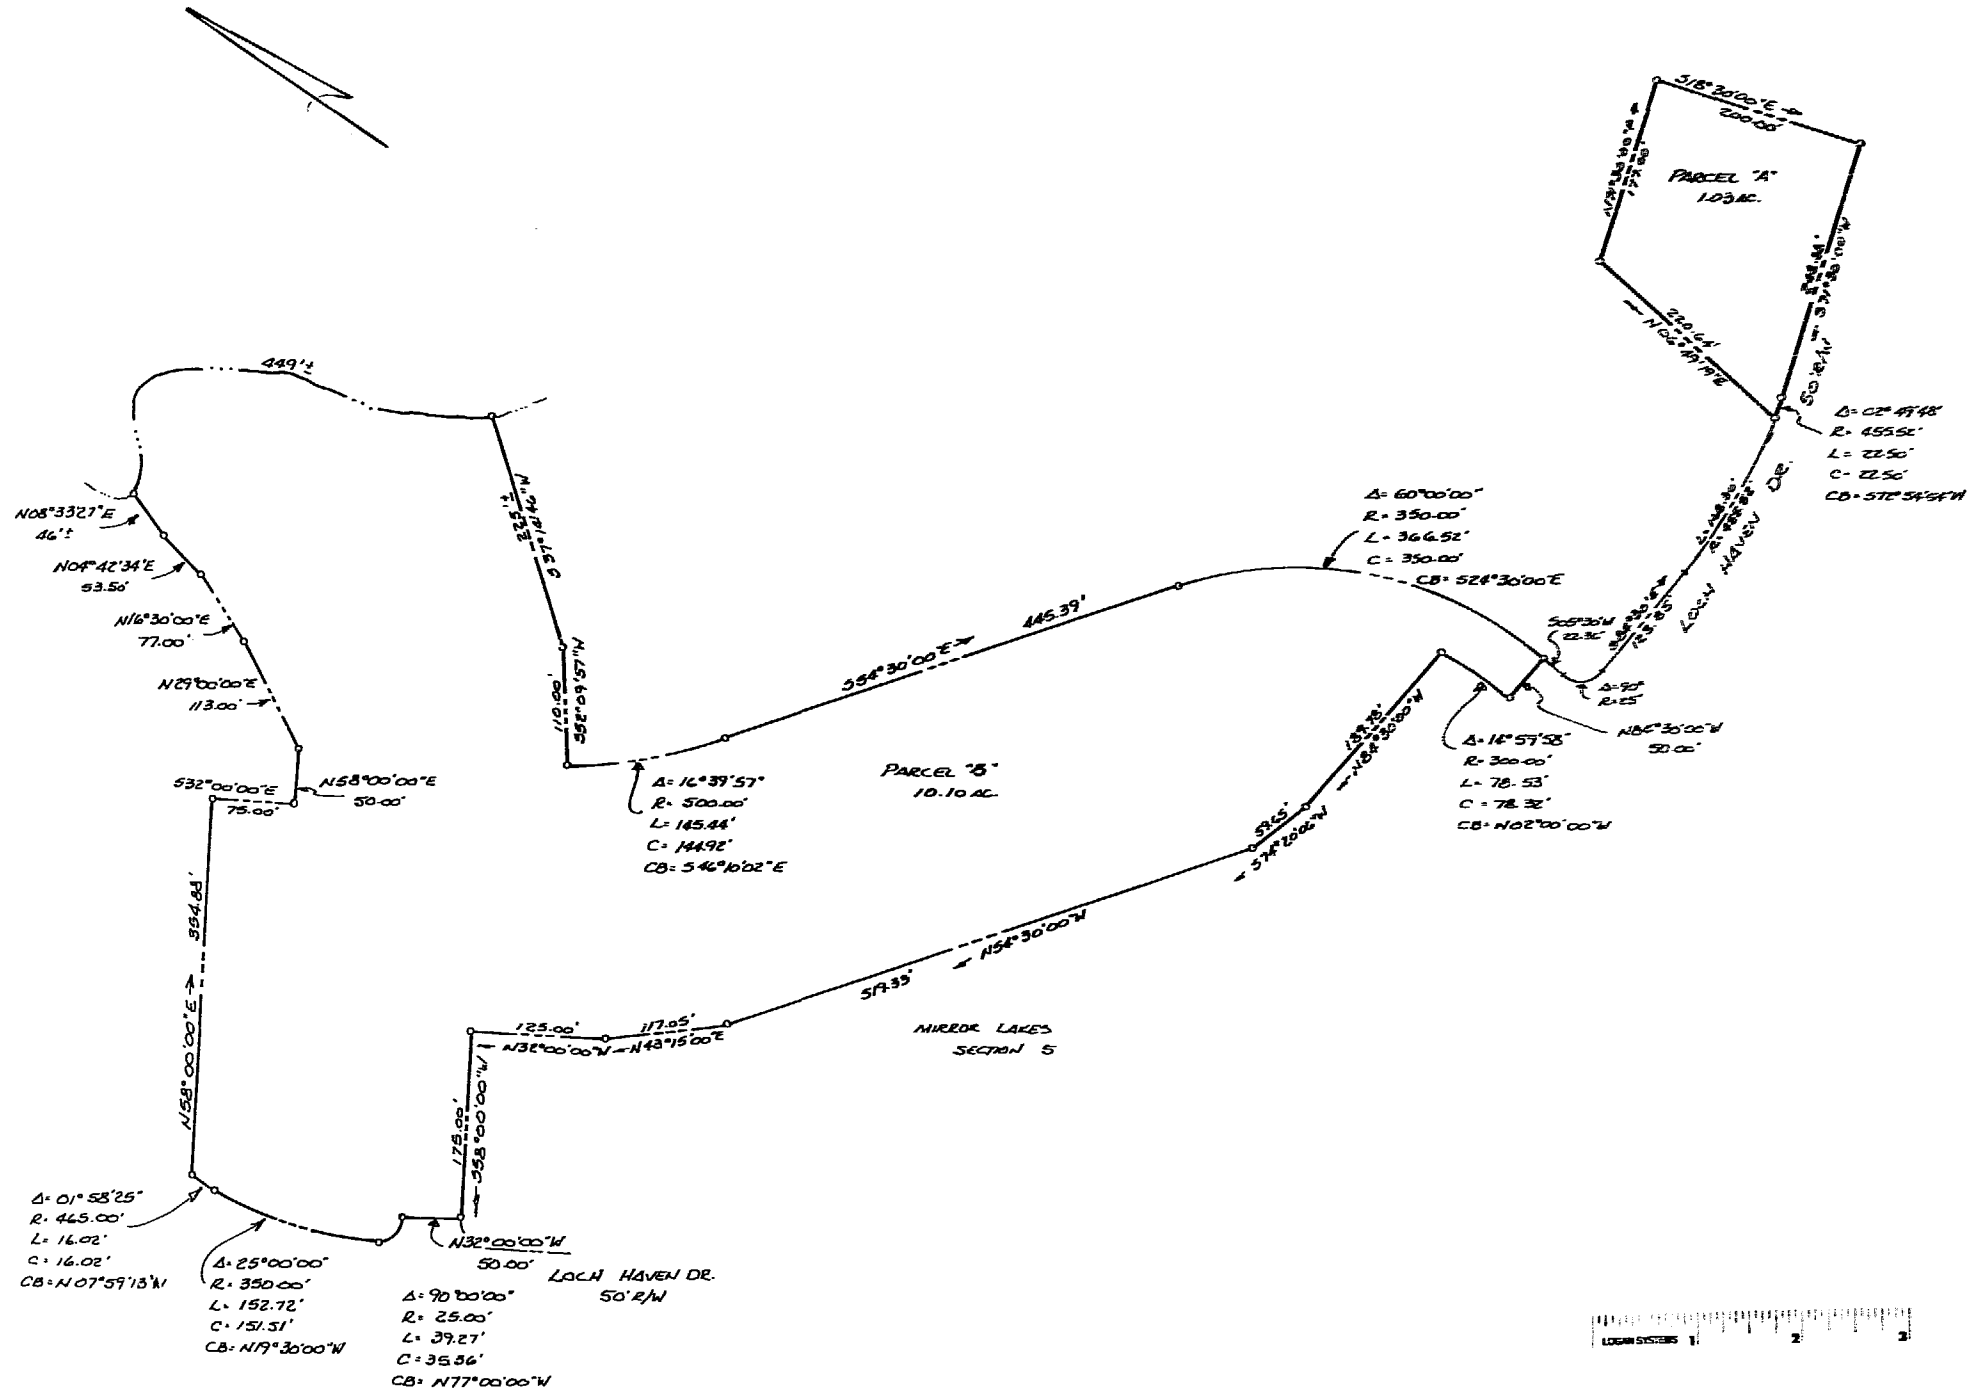 S18°30'00"E
200.00'
PARCEL "A"
1.03 AC.
177.00'
220.64'
N06°49'19"E
Δ= 02°49'48"
R= 455.52'
L= 22.50'
C= 22.50'
CB= S72°54'54"W
LOCH HAVEN DR.
449'±
N08°33'27"E
46'±
N04°42'34"E
53.50'
N16°30'00"E
77.00'
N29°00'00"E
113.00'
S32°00'00"E
75.00'
N58°00'00"E
50.00'
225'±
S37°14'46"W
110.00'
S52°09'57"W
Δ= 16°39'57"
R= 500.00'
L= 145.44'
C= 144.92'
CB= S46°10'02"E
S54°30'00"E
445.39'
Δ= 60°00'00"
R= 350.00'
L= 366.52'
C= 350.00'
CB= S24°30'00"E
S05°30'W
Δ=90°
R=25'
N84°30'00"W
50.00'
Δ= 14°59'58"
R= 300.00'
L= 78.53'
C= 78.32'
CB= N02°00'00"W
PARCEL "B"
10.10 AC.
N84°30'00"W
59.65'
S74°20'06"W
N54°30'00"W
519.33'
117.05'
N43°15'00"E
125.00'
N32°00'00"W
MIRROR LAKES
SECTION 5
175.00'
S58°00'00"W
354.88'
N58°00'00"E
Δ= 01°58'25"
R= 465.00'
L= 16.02'
C= 16.02'
CB= N07°59'13"W
Δ= 25°00'00"
R= 350.00'
L= 152.72'
C= 151.51'
CB= N19°30'00"W
N32°00'00"W
50.00'
LOCH HAVEN DR.
50' R/W
Δ= 90°00'00"
R= 25.00'
L= 39.27'
C= 35.36'
CB= N77°00'00"W
LOGAN SYSTEMS 1 2 3